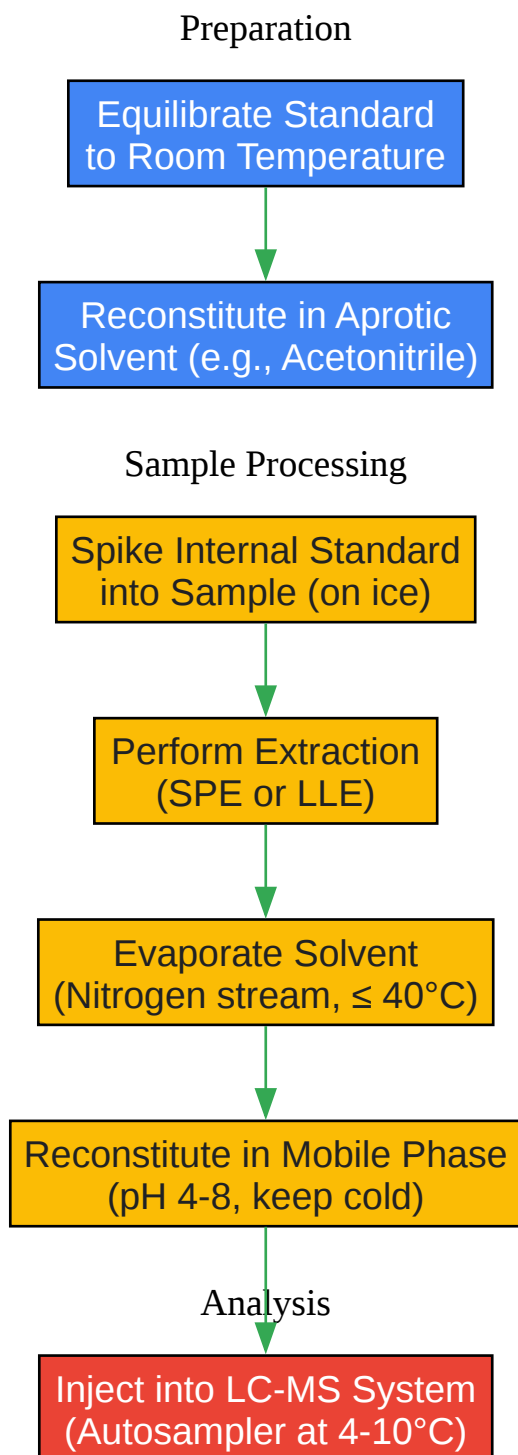 Preparation
Equilibrate Standard
to Room Temperature
Reconstitute in Aprotic
Solvent (e.g., Acetonitrile)
Sample Processing
Spike Internal Standard
into Sample (on ice)
Perform Extraction
(SPE or LLE)
Evaporate Solvent
(Nitrogen stream, ≤ 40°C)
Reconstitute in Mobile Phase
(pH 4-8, keep cold)
Analysis
Inject into LC-MS System
(Autosampler at 4-10°C)